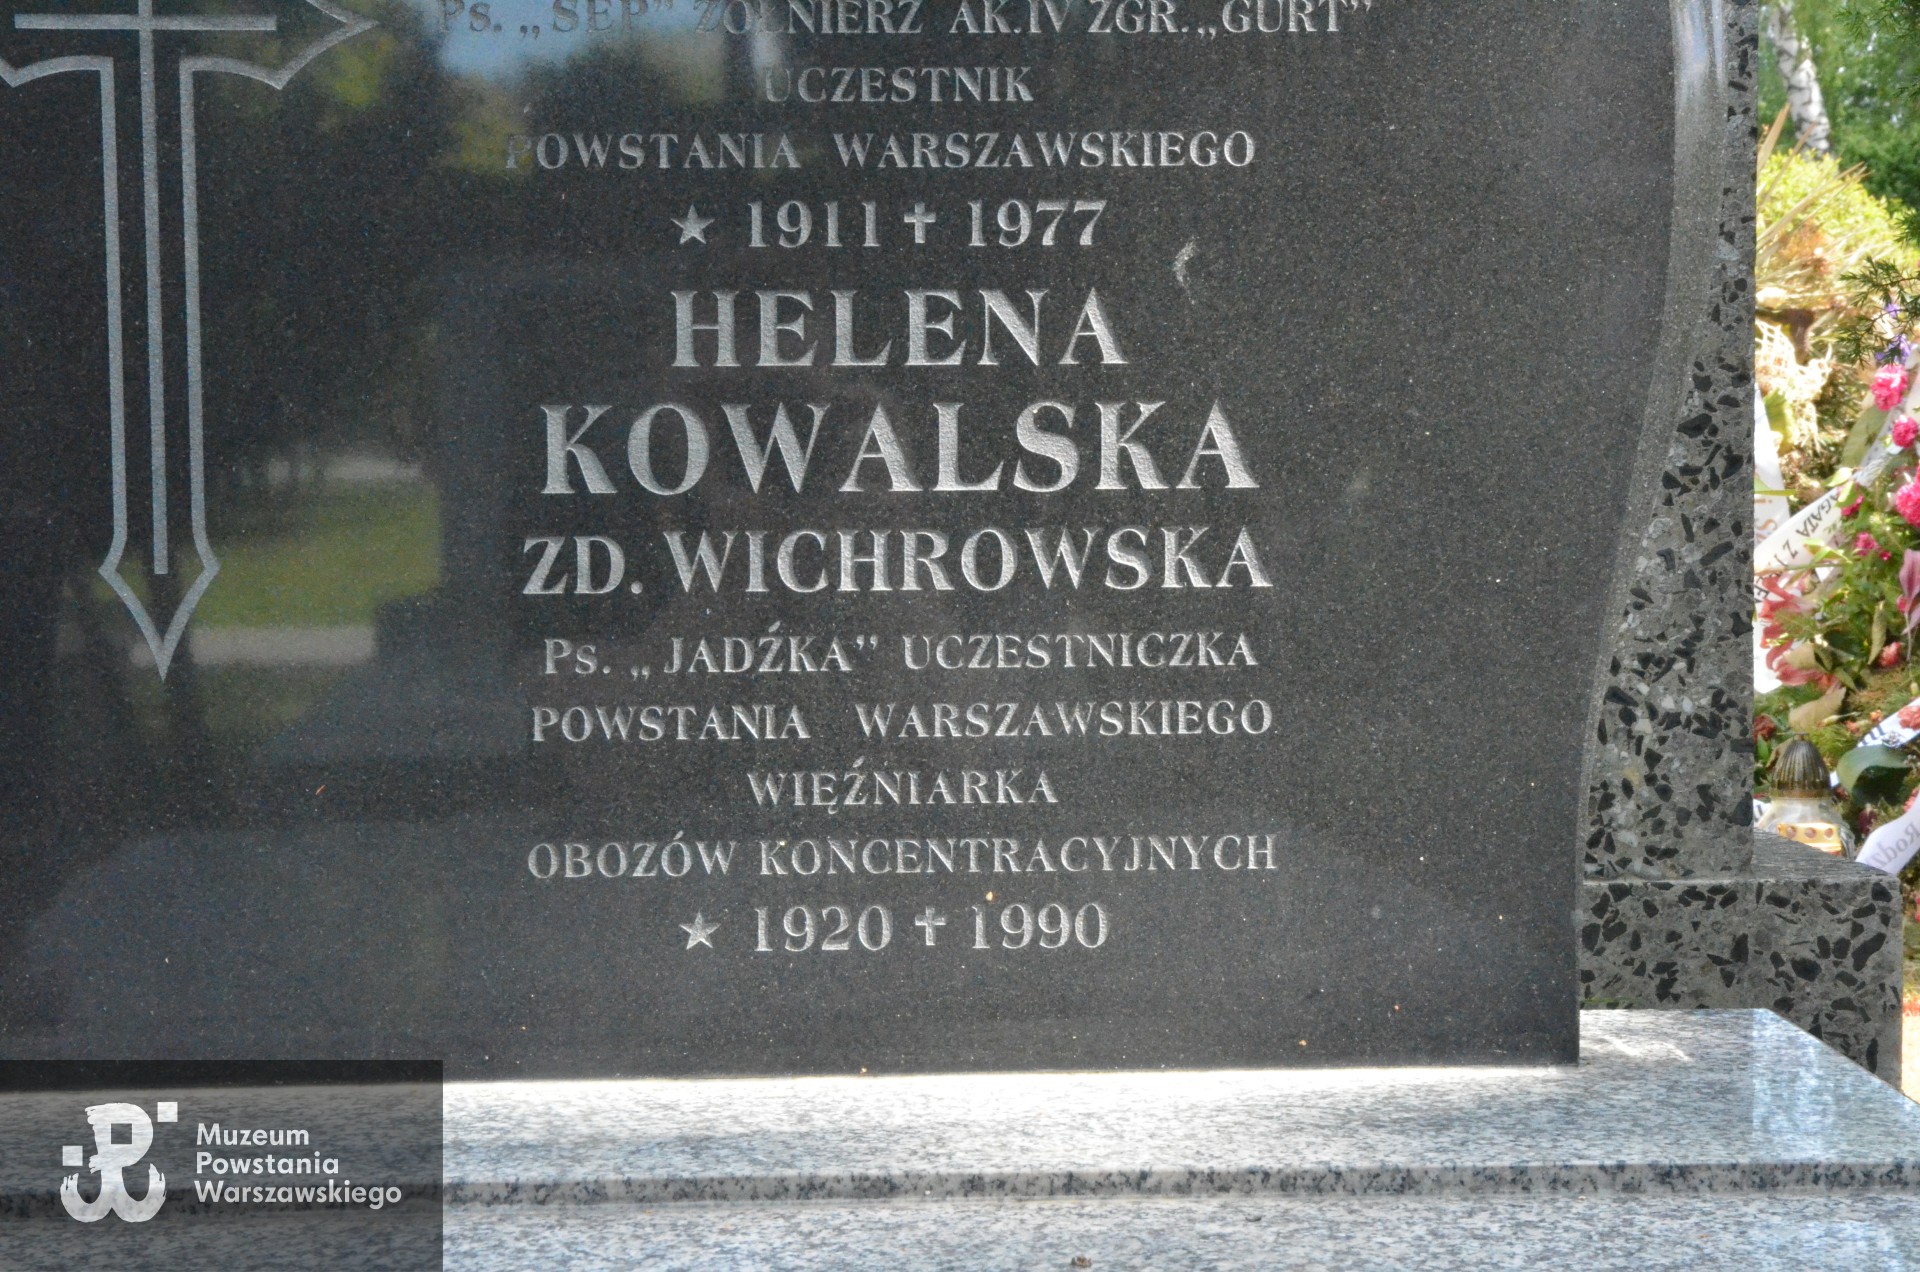 Ps. „SĘP” ŻOŁNIERZ AK. IV ZGR. „GURT”
UCZESTNIK
POWSTANIA WARSZAWSKIEGO
★ 1911 ✝ 1977
HELENA
KOWALSKA
ZD. WICHROWSKA
Ps. „JADŹKA” UCZESTNICZKA
POWSTANIA WARSZAWSKIEGO
WIĘŹNIARKA
OBOZÓW KONCENTRACYJNYCH
★ 1920 ✝ 1990
Muzeum
Powstania
Warszawskiego